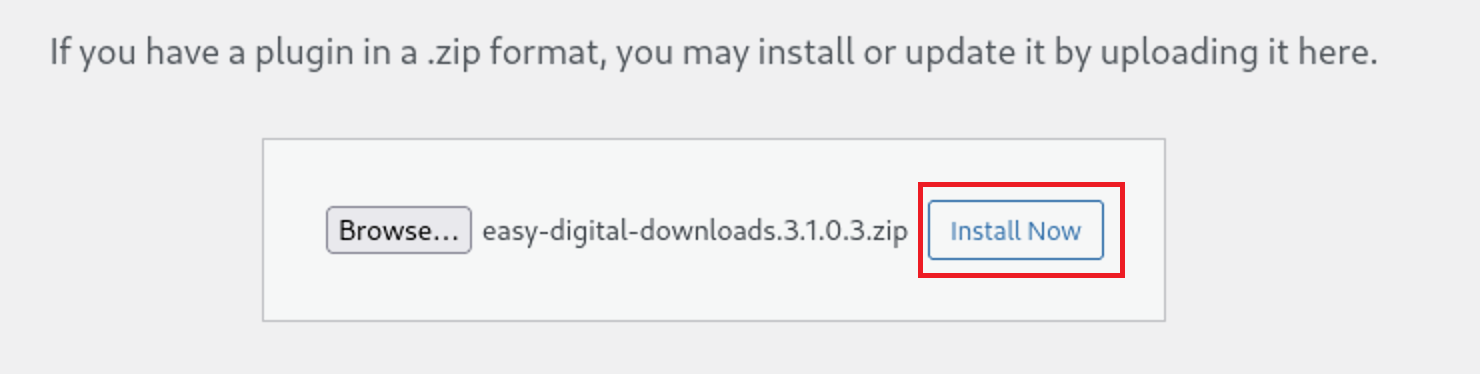 If you have a plugin in a .zip format, you may install or update it by uploading it here.
Browse... easy-digital-downloads.3.1.0.3.zip Install Now